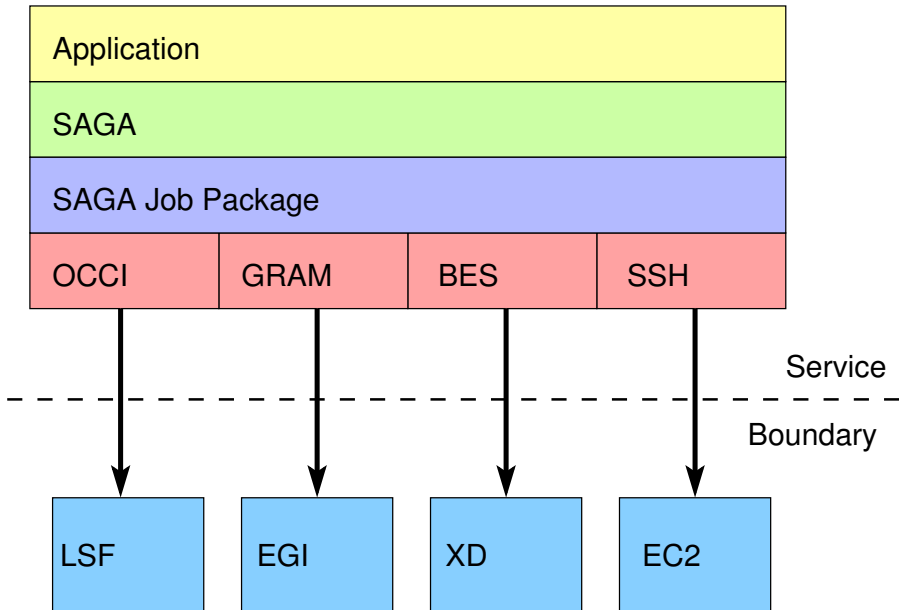 Application
SAGA
SAGA Job Package
OCCI GRAM BES SSH
Service
Boundary
LSF EGI XD EC2